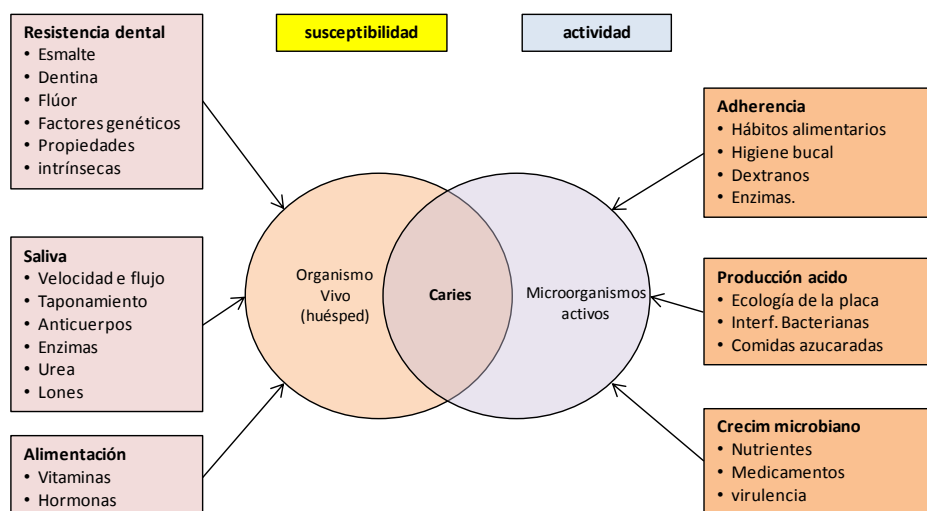 Resistencia dental
• Esmalte
• Dentina
• Flúor
• Factores genéticos
• Propiedades
• intrínsecas
susceptibilidad
actividad
Adherencia
• Hábitos alimentarios
• Higiene bucal
• Dextranos
• Enzimas.
Saliva
• Velocidad e flujo
• Taponamiento
• Anticuerpos
• Enzimas
• Urea
• Lones
Organismo
Vivo
(huésped)
Caries
Microorganismos
activos
Producción acido
• Ecología de la placa
• Interf. Bacterianas
• Comidas azucaradas
Alimentación
• Vitaminas
• Hormonas
Crecim microbiano
• Nutrientes
• Medicamentos
• virulencia